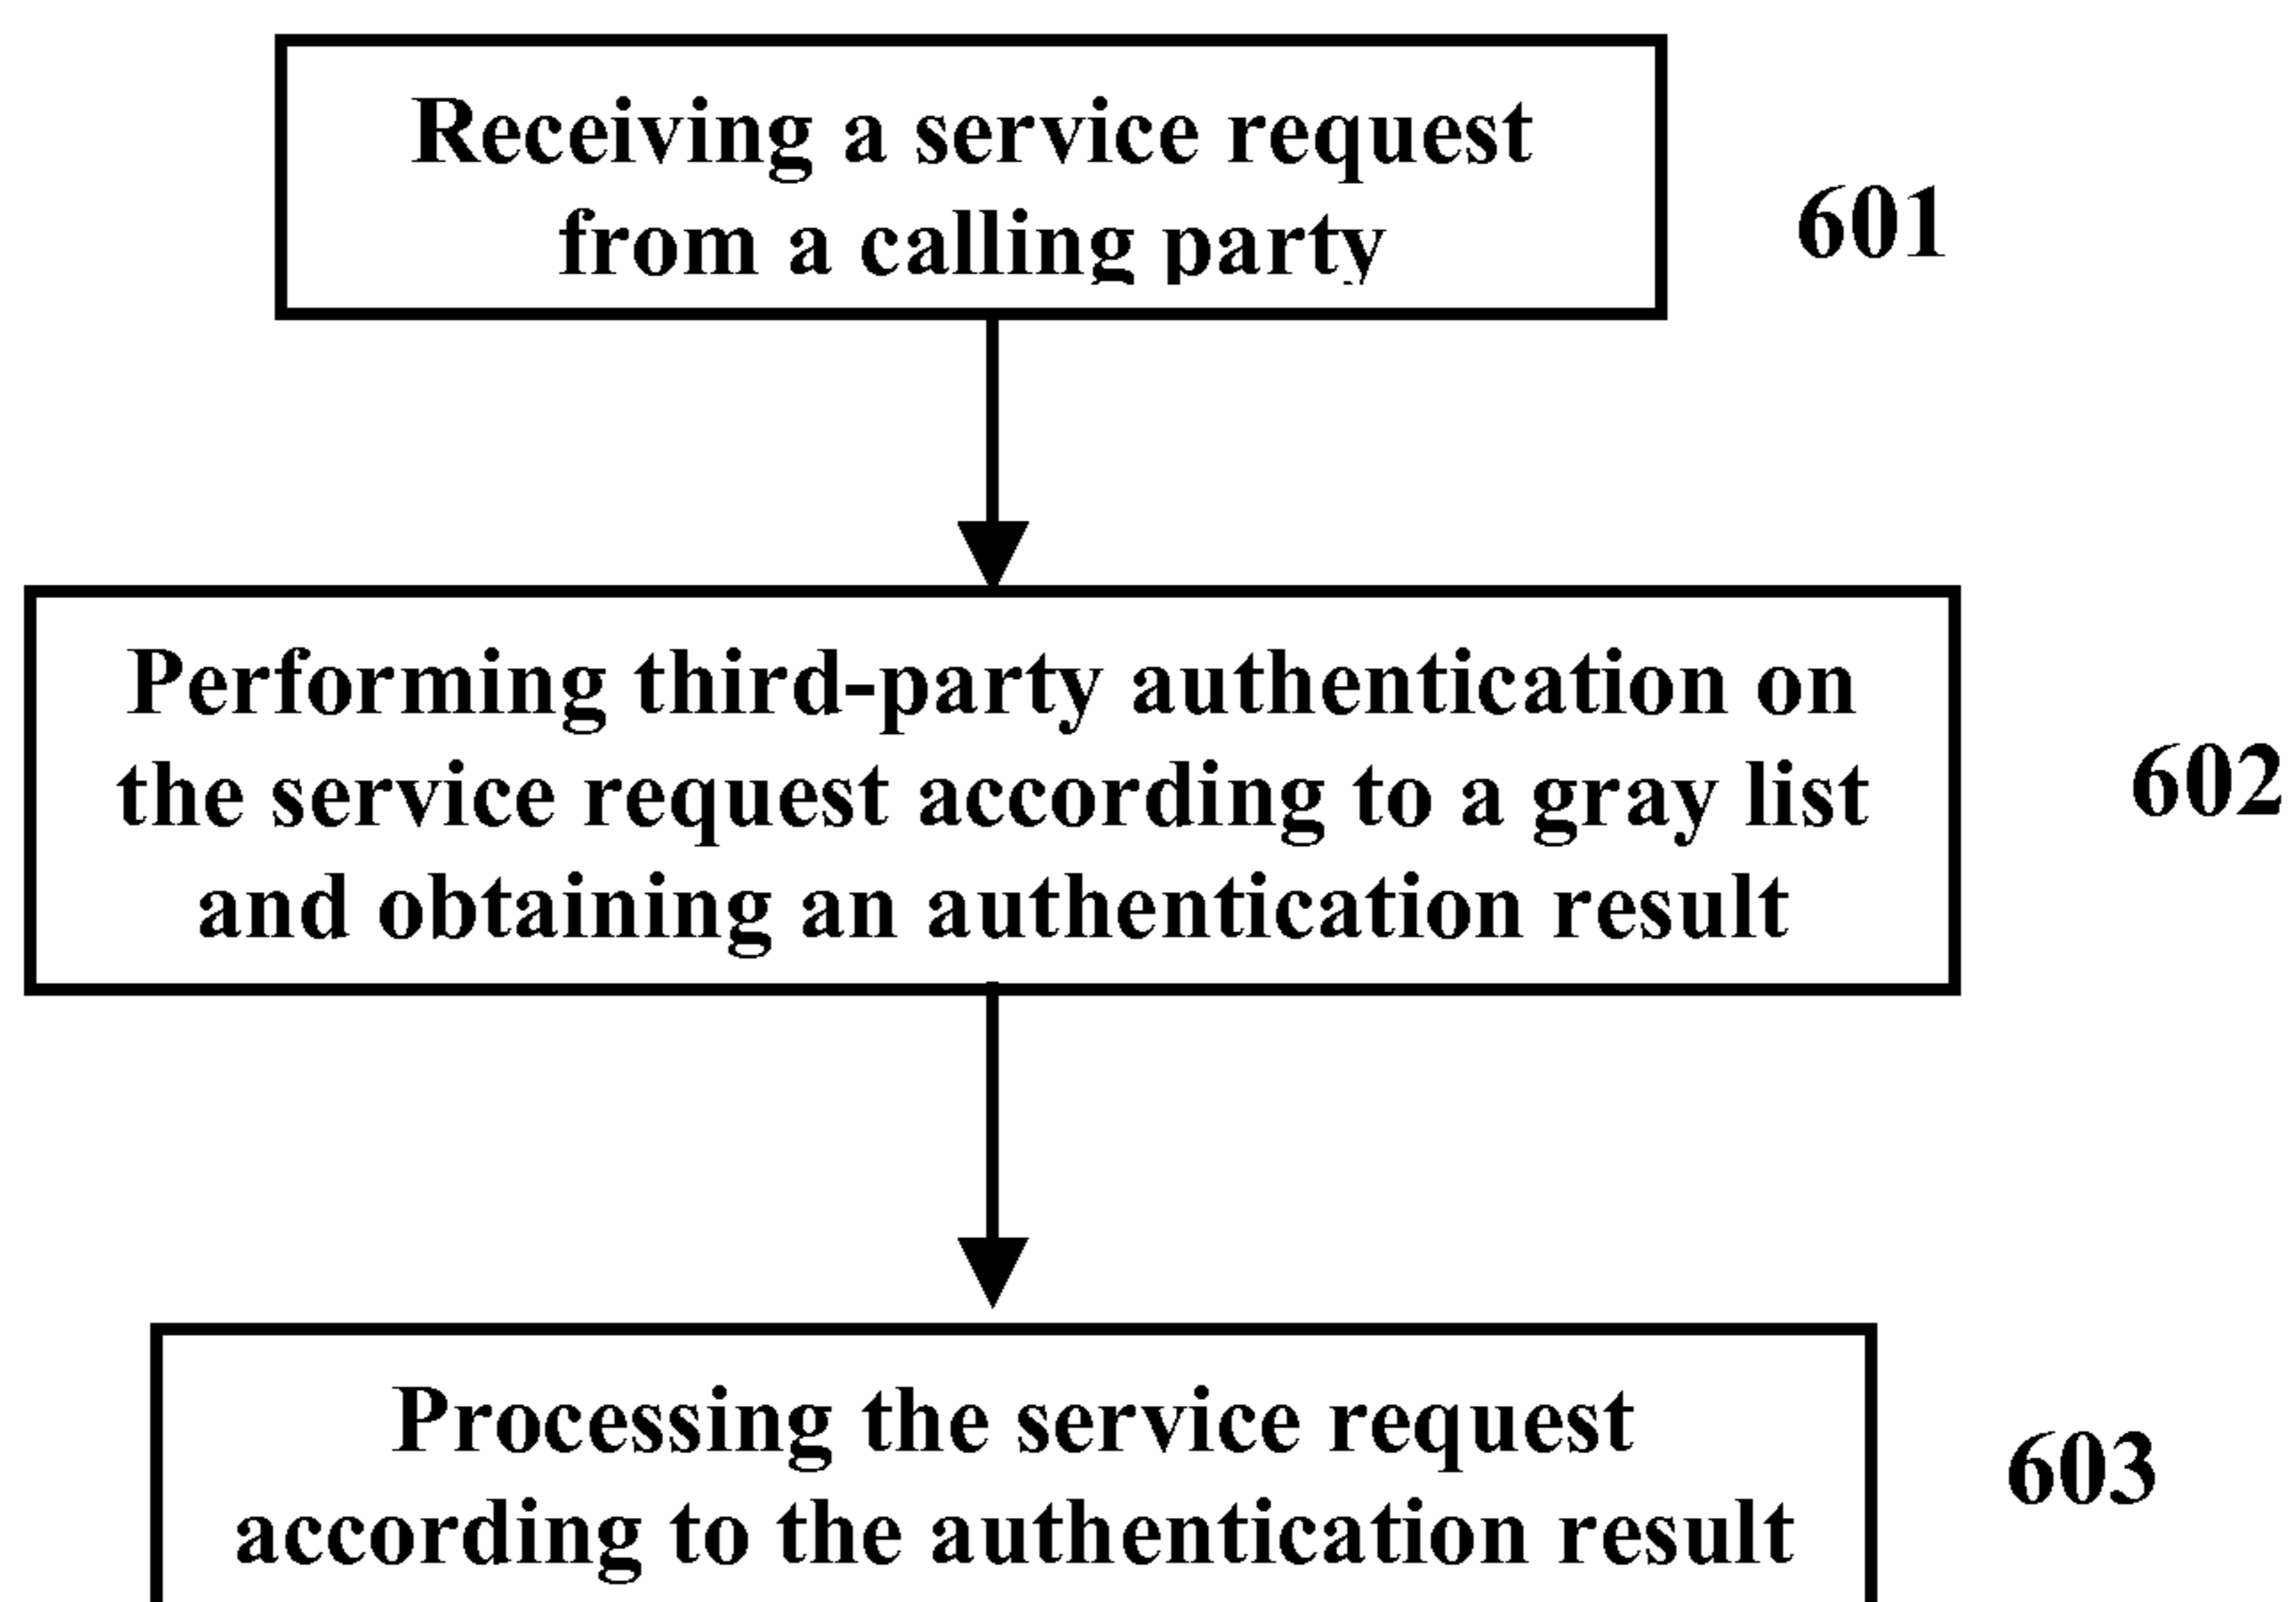 Receiving a service request
from a calling party
601
Performing third-party authentication on
the service request according to a gray list
and obtaining an authentication result
602
Processing the service request
according to the authentication result
603